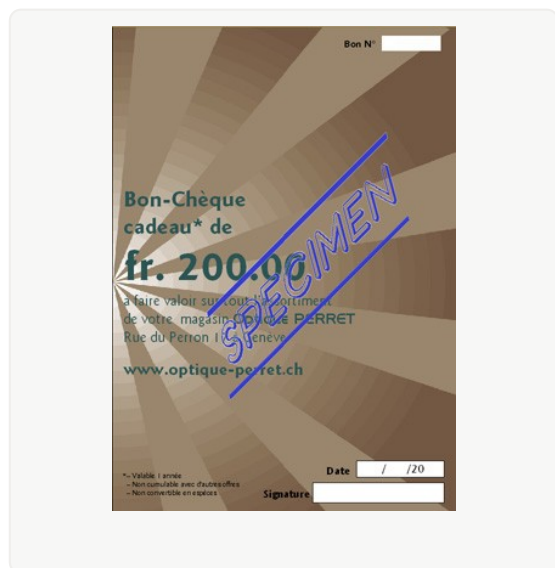 Bon N°
Bon-Chèque
cadeau* de
fr. 200.00
à faire valoir sur tout l'assortiment
de votre magasin Optique PERRET
Rue du Perron Genève
www.optique-perret.ch
SPECIMEN
*– Valable 1 année
– Non cumulable avec d'autres offres
– Non convertible en espèces
Date / /20
Signature